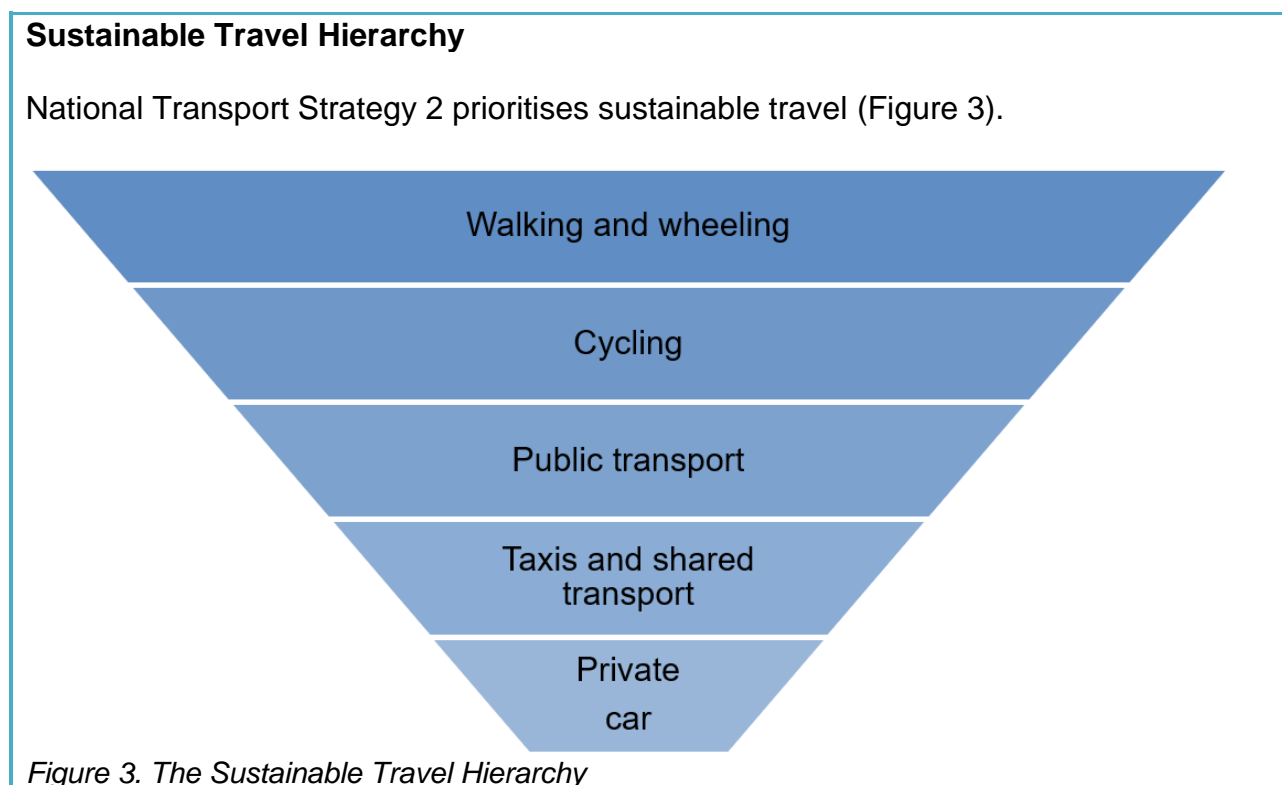 Sustainable Travel Hierarchy
National Transport Strategy 2 prioritises sustainable travel (Figure 3).
Walking and wheeling
Cycling
Public transport
Taxis and shared
transport
Private
car
Figure 3. The Sustainable Travel Hierarchy